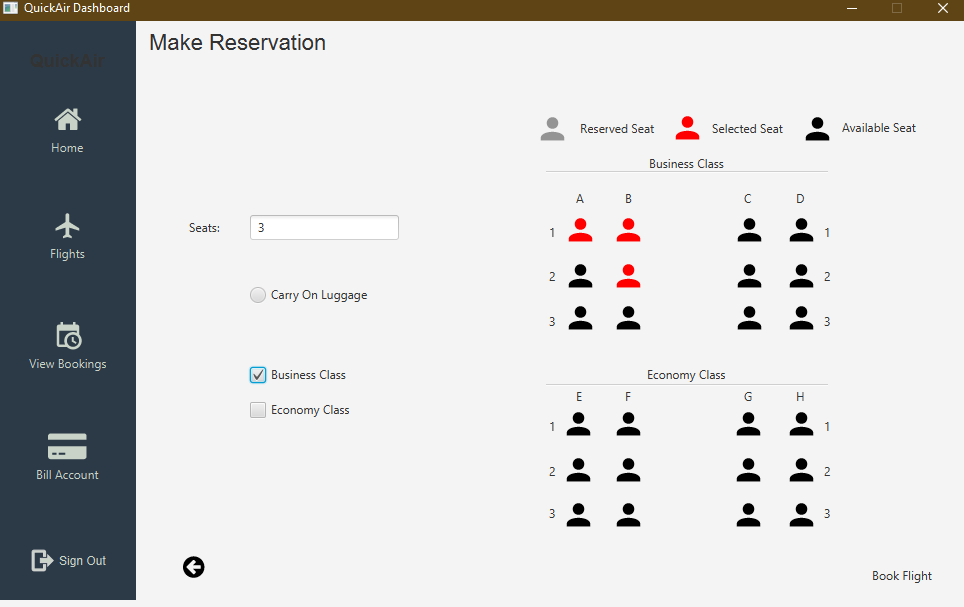 QuickAir Dashboard
Make Reservation
QuickAir
Home
Flights
View Bookings
Bill Account
Sign Out
Seats: 3
Carry On Luggage
Business Class
Economy Class
Reserved Seat Selected Seat Available Seat
Business Class
A B C D
1 1
2 2
3 3
Economy Class
E F G H
1 1
2 2
3 3
Book Flight